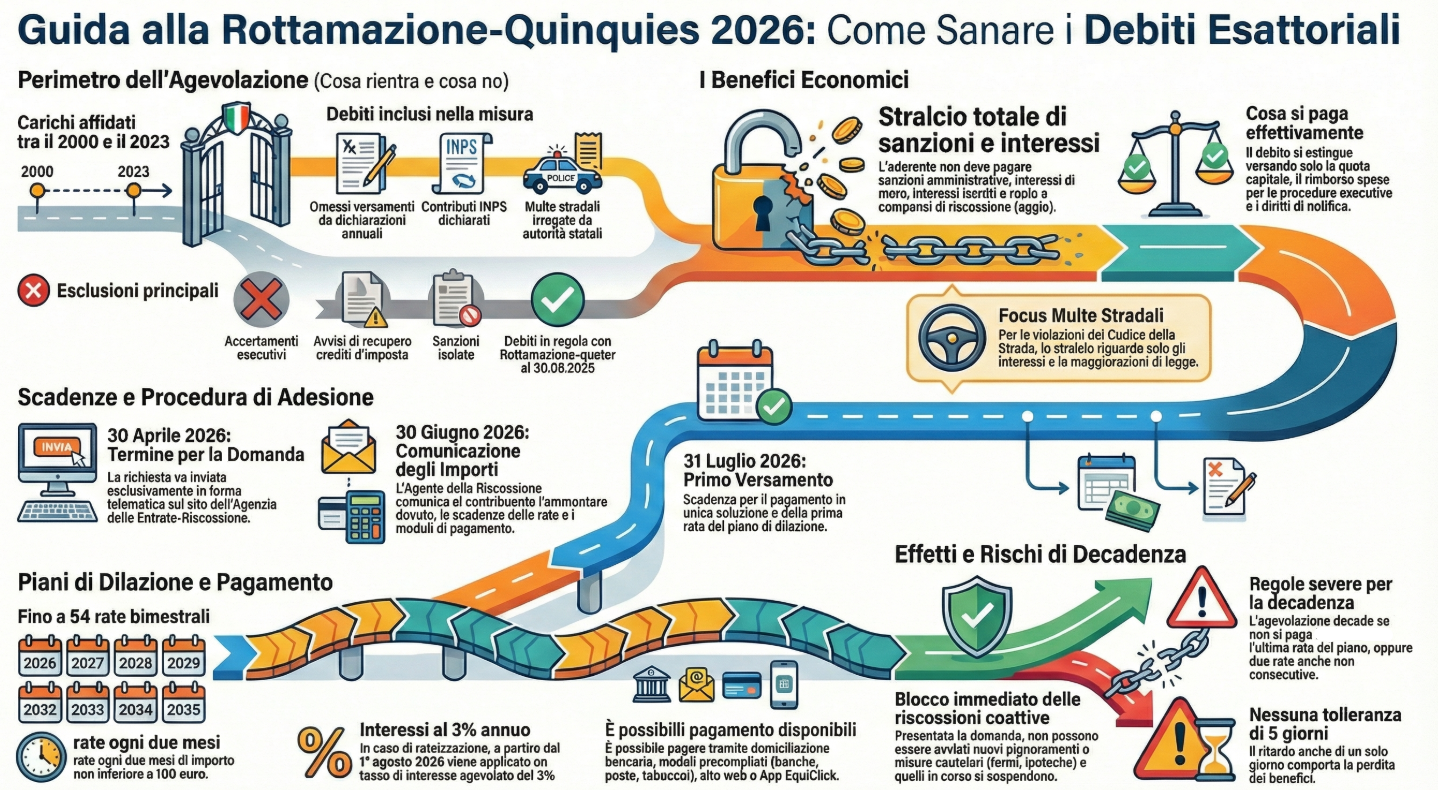 Guida alla Rottamazione-Quinquies 2026: Come Sanare i Debiti Esattoriali
Perimetro dell'Agevolazione (Cosa rientra e cosa no)
Carichi affidati
tra il 2000 e il 2023
2000
2023
Debiti inclusi nella misura
Omessi versamenti
da dichiarazioni
annuali
INPS
Contributi INPS
dichiarati
POLICE
Multe stradali
irregate da
autorità statali
Esclusioni principali
Accertamenti
esecutivi
Avvisi di recupero
crediti d'imposta
Sanzioni
isolate
Debiti in regola con
Rottamazione-queter
al 30.08.2025
I Benefici Economici
Stralcio totale di
sanzioni e interessi
L'aderente non deve pagare
sanzioni amministrative, interessi di
moro, interessi iseriti e roplo a
compansi di riscossione (aggio).
Cosa si paga
effettivamente
Il debito si estingue
versando solo la quota
capitale, il rimborso spese
per le procedure executive
e i diritti di nolifica.
Focus Multe Stradali
Per le violazioni dei Cudice della
Strada, lo stralelo riguarde solo gli
interessi e la maggiorazioni di legge.
Scadenze e Procedura di Adesione
INVIA
30 Aprile 2026:
Termine per la Domanda
La richiesta va inviata
esclusivamente in forma
telematica sul sito dell'Agenzia
delle Entrate-Riscossione.
30 Giugno 2026:
Comunicazione
degli Importi
L'Agente della Riscossione
comunica el contribuente l'ammontare
dovuto, le scadenze delle rate e i
moduli di pagamento.
31 Luglio 2026:
Primo Versamento
Scadenza per il pagamento in
unica soluzione e della prima
rata del piano di dilazione.
Piani di Dilazione e Pagamento
Fino a 54 rate bimestrali
2026 2027 2028 2029
2032 2033 2034 2035
rate ogni due mesi
rate ogni due mesi di importo
non inferiore a 100 euro.
%
Interessi al 3% annuo
In caso di rateizzazione, a partiro dal
1° agosto 2026 viene applicato on
tasso di interesse agevolato del 3%
È possibilli pagamento disponibili
È possibile pagere tramite domiciliazione
bencaria, modeli precompliati (banche,
poste, tabuccoi), alto web o App EquiClick.
Effetti e Rischi di Decadenza
Blocco immediato delle
riscossioni coattive
Presentata la domanda, non possono
essere avvlati nuovi pignoramenti o
misure cautelari (fermi, ipoteche) e
quelli in corso si sospendono.
Regole severe per
la decadenza
L'agevolazione decade se
non si paga
l'ultima rata del piano, oppure
due rate anche non
consecutive.
Nessuna tolleranza
di 5 giorni
Il ritardo anche di un solo
giorno comporta la perdita
dei benefici.